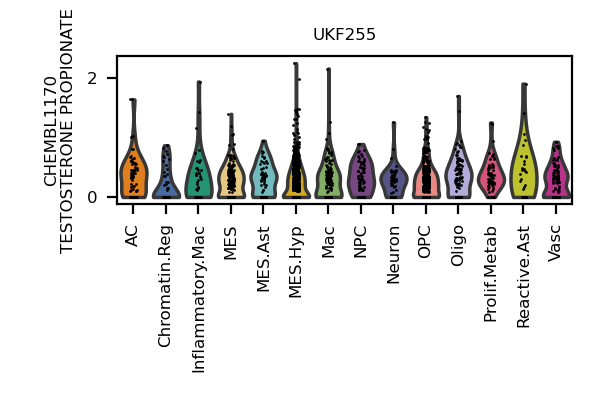 UKF255
CHEMBL1170
TESTOSTERONE PROPIONATE
2
0
AC
Chromatin.Reg
Inflammatory.Mac
MES
MES.Ast
MES.Hyp
Mac
NPC
Neuron
OPC
Oligo
Prolif.Metab
Reactive.Ast
Vasc